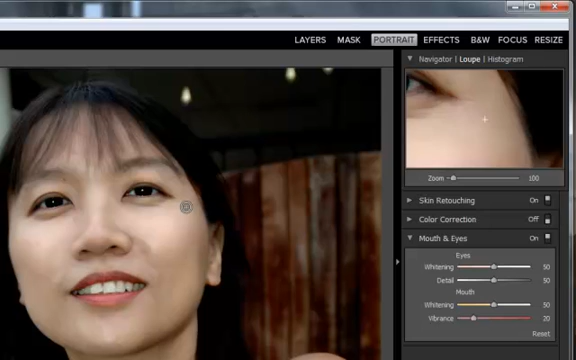 LAYERS MASK PORTRAIT EFFECTS B&W FOCUS RESIZE
Navigator | Loupe | Histogram
Zoom 100
Skin Retouching On
Color Correction Off
Mouth & Eyes On
Eyes
Whitening 50
Detail 50
Mouth
Whitening 50
Vibrance 20
Reset